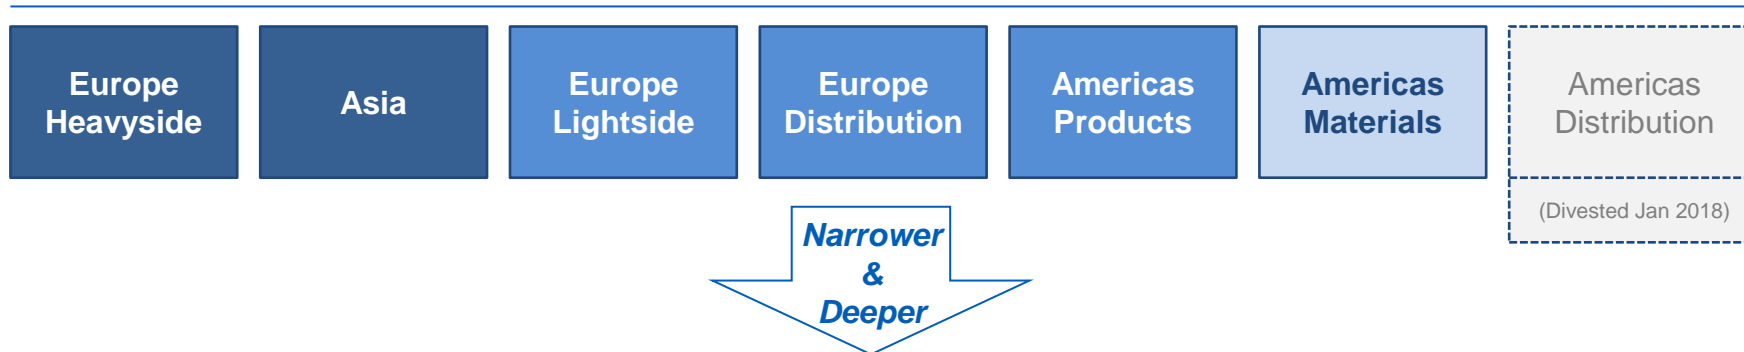 Europe
Heavyside
Asia
Europe
Lightside
Europe
Distribution
Americas
Products
Americas
Materials
Americas
Distribution
(Divested Jan 2018)
Narrower
&
Deeper